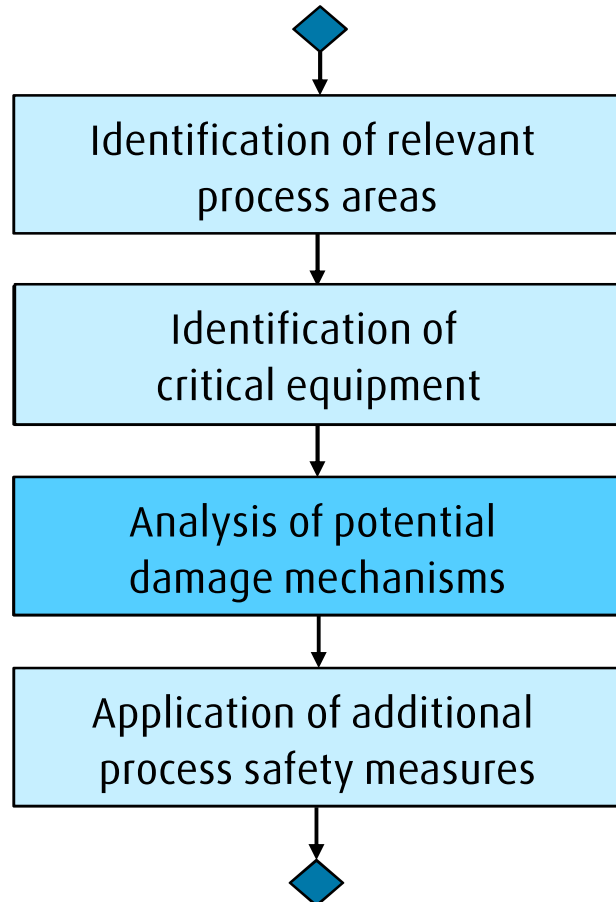 Identification of relevant
process areas
Identification of
critical equipment
Analysis of potential
damage mechanisms
Application of additional
process safety measures